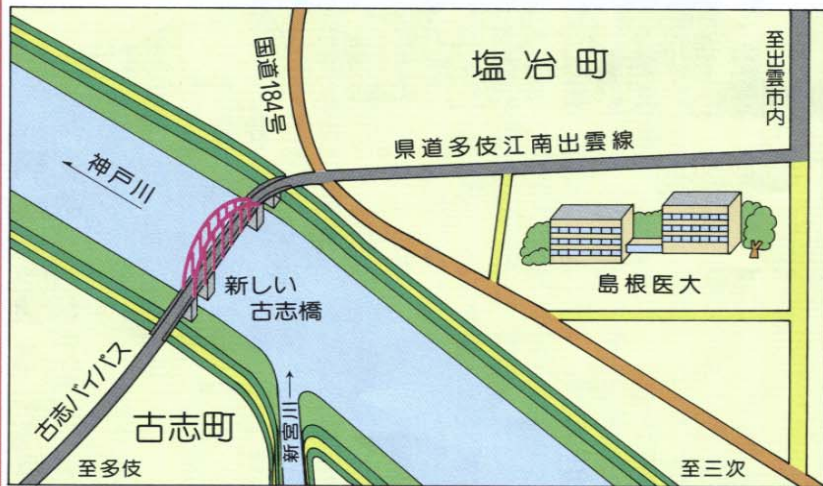 塩冶町
国道184号
至出雲市内
県道多伎江南出雲線
神戸川
新しい
古志橋
島根医大
古志バイパス
古志町
新宮川
至多伎
至三次